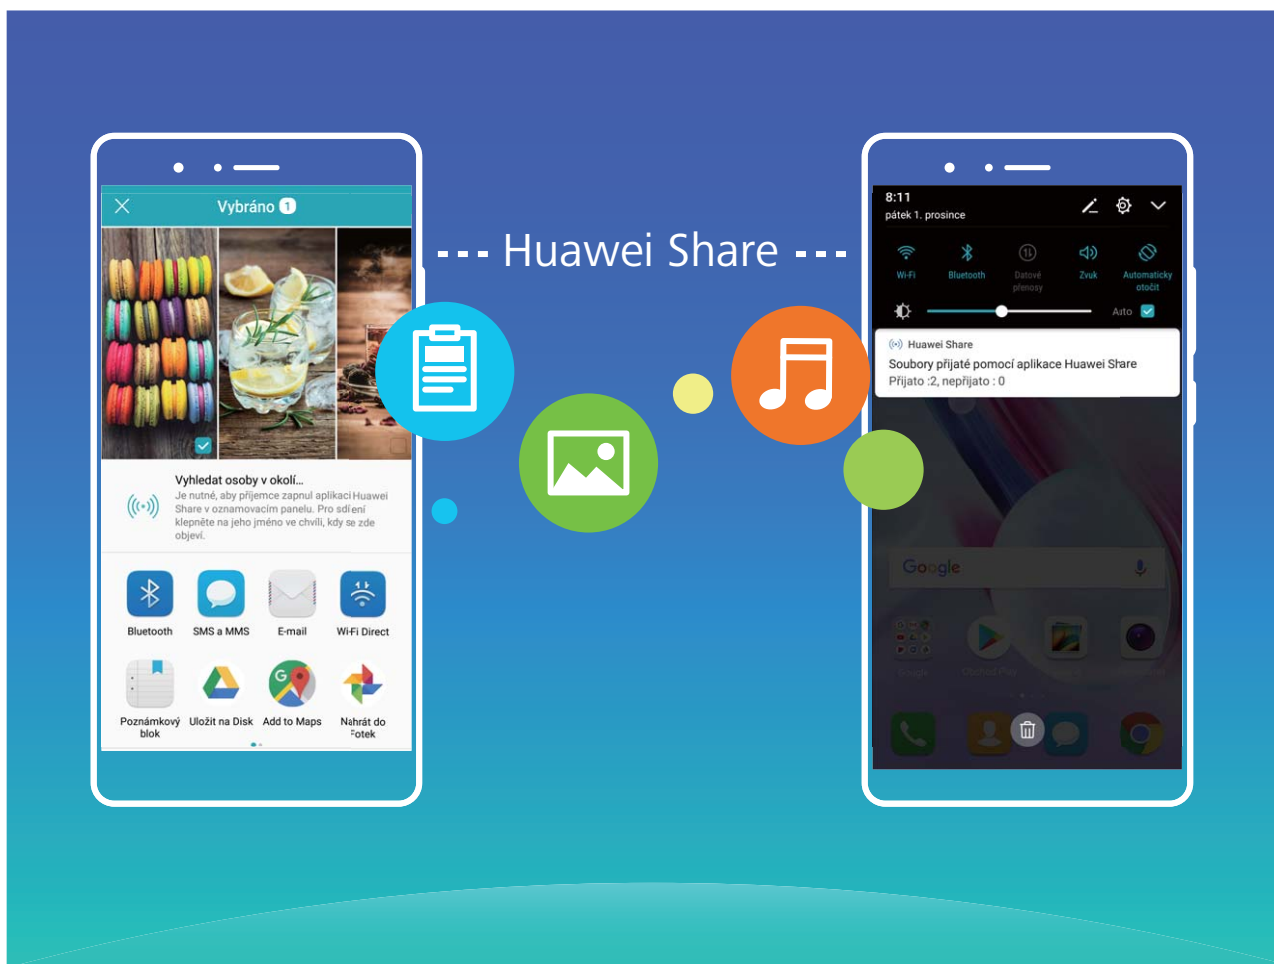 Huawei Share
Vybráno 1
Vyhledat osoby v okolí...
Je nutné, aby příjemce zapnul aplikaci Huawei
Share v oznamovacím panelu. Pro sdílení
klepněte na jeho jméno ve chvíli, kdy se zde
objeví.
Bluetooth
SMS a MMS
E-mail
Wi-Fi Direct
Poznámkový
blok
Uložit na Disk
Add to Maps
Nahrát do
Fotek
8:11
pátek 1. prosince
Wi-Fi
Bluetooth
Datové
přenosy
Zvuk
Automaticky
otočit
Auto
Huawei Share
Soubory přijaté pomocí aplikace Huawei Share
Přijato :2, nepřijato : 0
Google
Google
Obchod Play